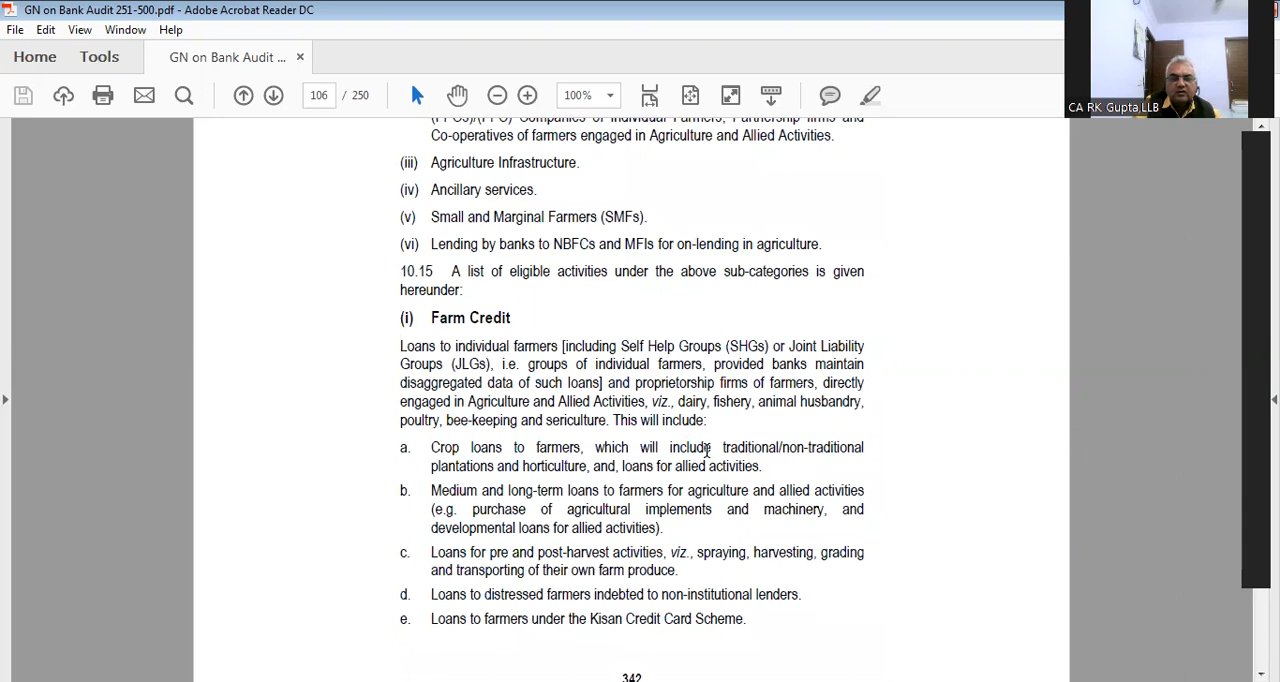 GN on Bank Audit 251-500.pdf - Adobe Acrobat Reader DC
File Edit View Window Help
Home Tools GN on Bank Audit ... ×
106 / 250 100%
CA RK Gupta,LLB
(FPOs)/(FPC) Companies of Individual Farmers, Partnership firms and
Co-operatives of farmers engaged in Agriculture and Allied Activities.
(iii) Agriculture Infrastructure.
(iv) Ancillary services.
(v) Small and Marginal Farmers (SMFs).
(vi) Lending by banks to NBFCs and MFIs for on-lending in agriculture.
10.15 A list of eligible activities under the above sub-categories is given
hereunder:
(i) Farm Credit
Loans to individual farmers [including Self Help Groups (SHGs) or Joint Liability
Groups (JLGs), i.e. groups of individual farmers, provided banks maintain
disaggregated data of such loans] and proprietorship firms of farmers, directly
engaged in Agriculture and Allied Activities, viz., dairy, fishery, animal husbandry,
poultry, bee-keeping and sericulture. This will include:
a. Crop loans to farmers, which will include traditional/non-traditional
plantations and horticulture, and, loans for allied activities.
b. Medium and long-term loans to farmers for agriculture and allied activities
(e.g. purchase of agricultural implements and machinery, and
developmental loans for allied activities).
c. Loans for pre and post-harvest activities, viz., spraying, harvesting, grading
and transporting of their own farm produce.
d. Loans to distressed farmers indebted to non-institutional lenders.
e. Loans to farmers under the Kisan Credit Card Scheme.
342